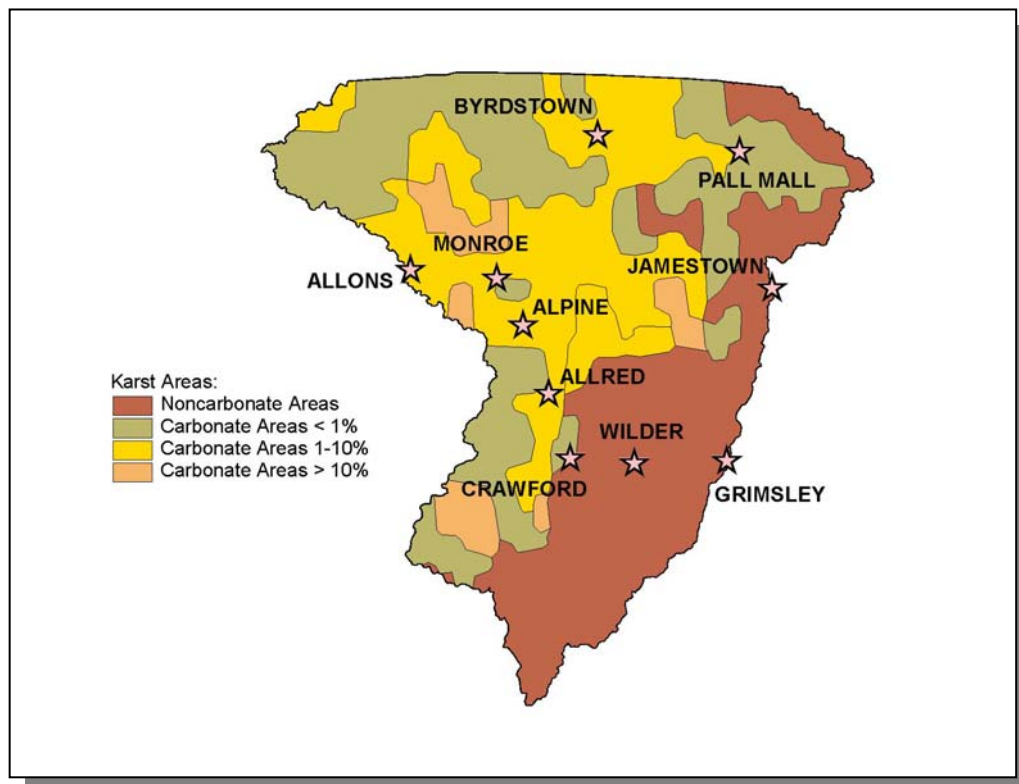 BYRDSTOWN
PALL MALL
MONROE
JAMESTOWN
ALLONS
ALPINE
Karst Areas:
Noncarbonate Areas
Carbonate Areas < 1%
Carbonate Areas 1-10%
Carbonate Areas > 10%
ALLRED
WILDER
CRAWFORD
GRIMSLEY